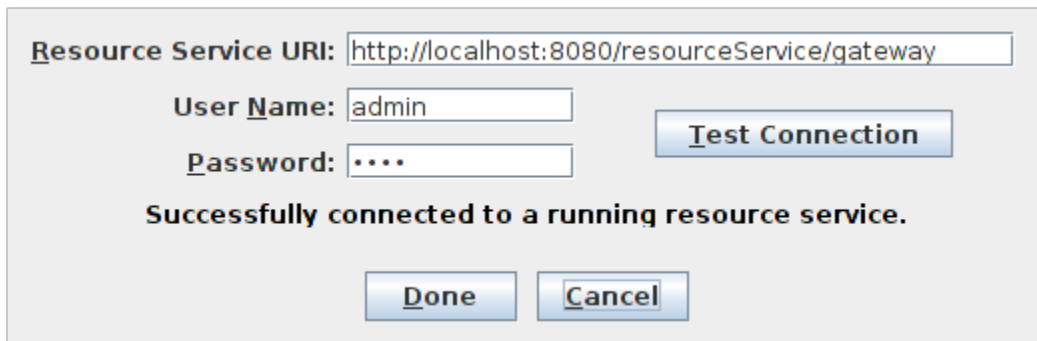 Resource Service URI: http://localhost:8080/resourceService/gateway
User Name: admin
Test Connection
Password: ••••
Successfully connected to a running resource service.
Done Cancel